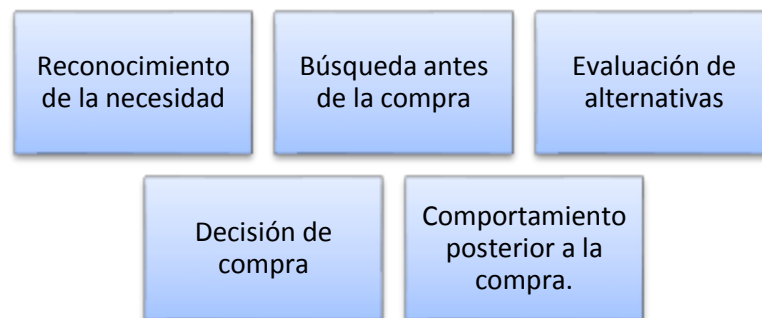 Reconocimiento
de la necesidad
Búsqueda antes
de la compra
Evaluación de
alternativas
Decisión de
compra
Comportamiento
posterior a la
compra.